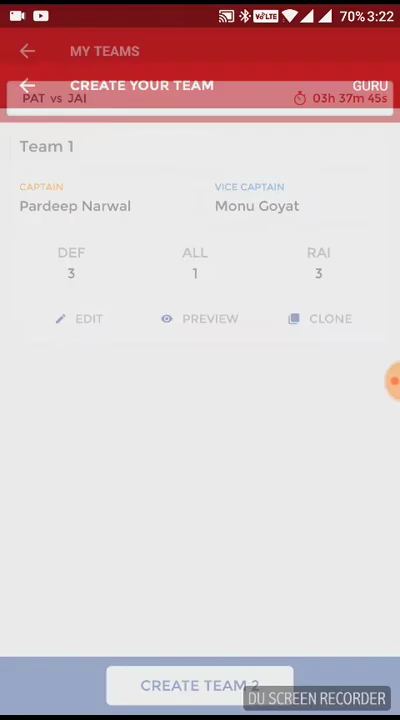 VoLTE 70% 3:22
MY TEAMS
CREATE YOUR TEAM GURU
PAT vs JAI 03h 37m 45s
Team 1
CAPTAIN VICE CAPTAIN
Pardeep Narwal Monu Goyat
DEF ALL RAI
3 1 3
EDIT PREVIEW CLONE
CREATE TEAM 2
DU SCREEN RECORDER